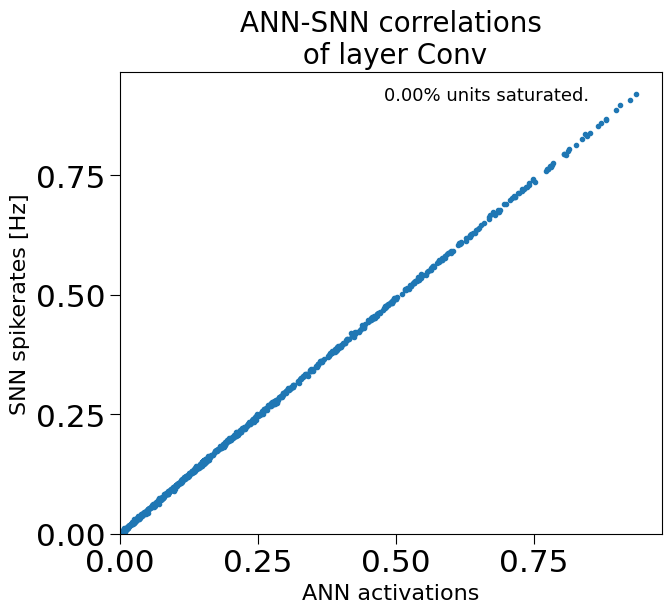 ANN-SNN correlations
of layer Conv
0.00% units saturated.
SNN spikerates [Hz]
0.75
0.50
0.25
0.00
0.00 0.25 0.50 0.75
ANN activations